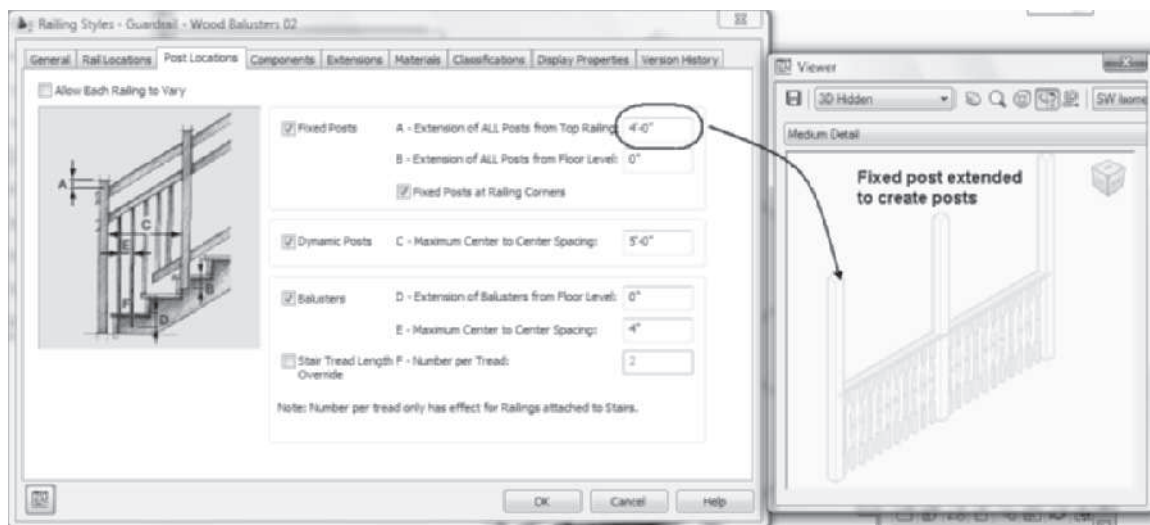 Railing Styles - Guardrail - Wood Balusters 02
General Rail Locations Post Locations Components Extensions Materials Classifications Display Properties Version History
Allow Each Railing to Vary
A
C
E
F
B
D
Fixed Posts A - Extension of ALL Posts from Top Railing: 4'-0"
B - Extension of ALL Posts from Floor Level: 0"
Fixed Posts at Railing Corners
Dynamic Posts C - Maximum Center to Center Spacing: 5'-0"
Balusters D - Extension of Balusters from Floor Level: 0"
E - Maximum Center to Center Spacing: 4"
Stair Tread Length F - Number per Tread: 2
Override
Note: Number per tread only has effect for Railings attached to Stairs.
OK Cancel Help
Viewer
3D Hidden SW Isome
Medium Detail
Fixed post extended
to create posts